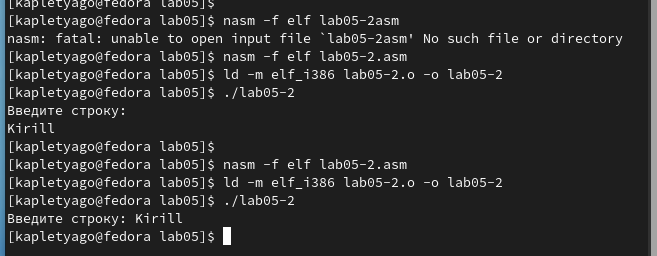 [kapletyago@fedora lab05]$
[kapletyago@fedora lab05]$ nasm -f elf lab05-2asm
nasm: fatal: unable to open input file `lab05-2asm' No such file or directory
[kapletyago@fedora lab05]$ nasm -f elf lab05-2.asm
[kapletyago@fedora lab05]$ ld -m elf_i386 lab05-2.o -o lab05-2
[kapletyago@fedora lab05]$ ./lab05-2
Введите строку:
Kirill
[kapletyago@fedora lab05]$
[kapletyago@fedora lab05]$ nasm -f elf lab05-2.asm
[kapletyago@fedora lab05]$ ld -m elf_i386 lab05-2.o -o lab05-2
[kapletyago@fedora lab05]$ ./lab05-2
Введите строку: Kirill
[kapletyago@fedora lab05]$